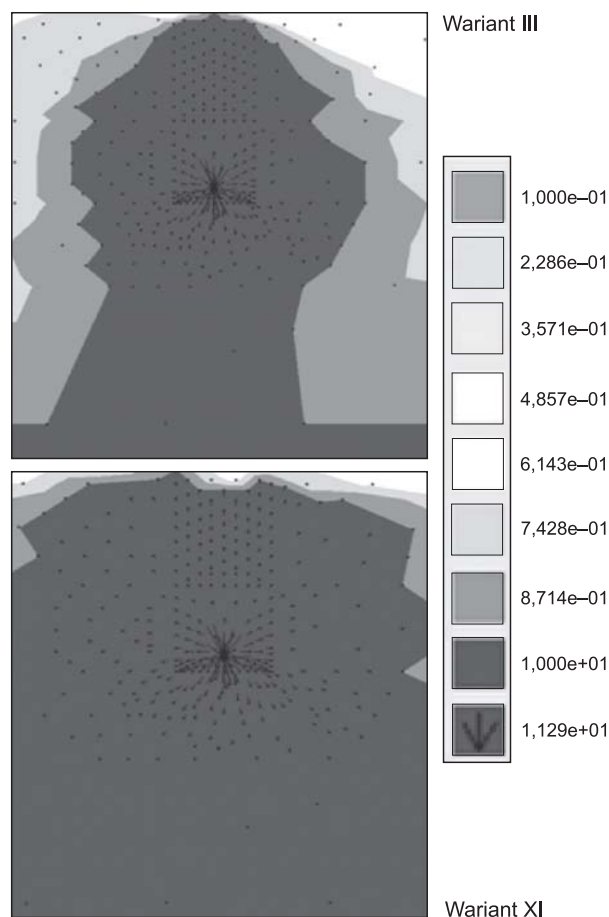 Wariant III
1,000e–01
2,286e–01
3,571e–01
4,857e–01
6,143e–01
7,428e–01
8,714e–01
1,000e+01
1,129e+01
Wariant XI